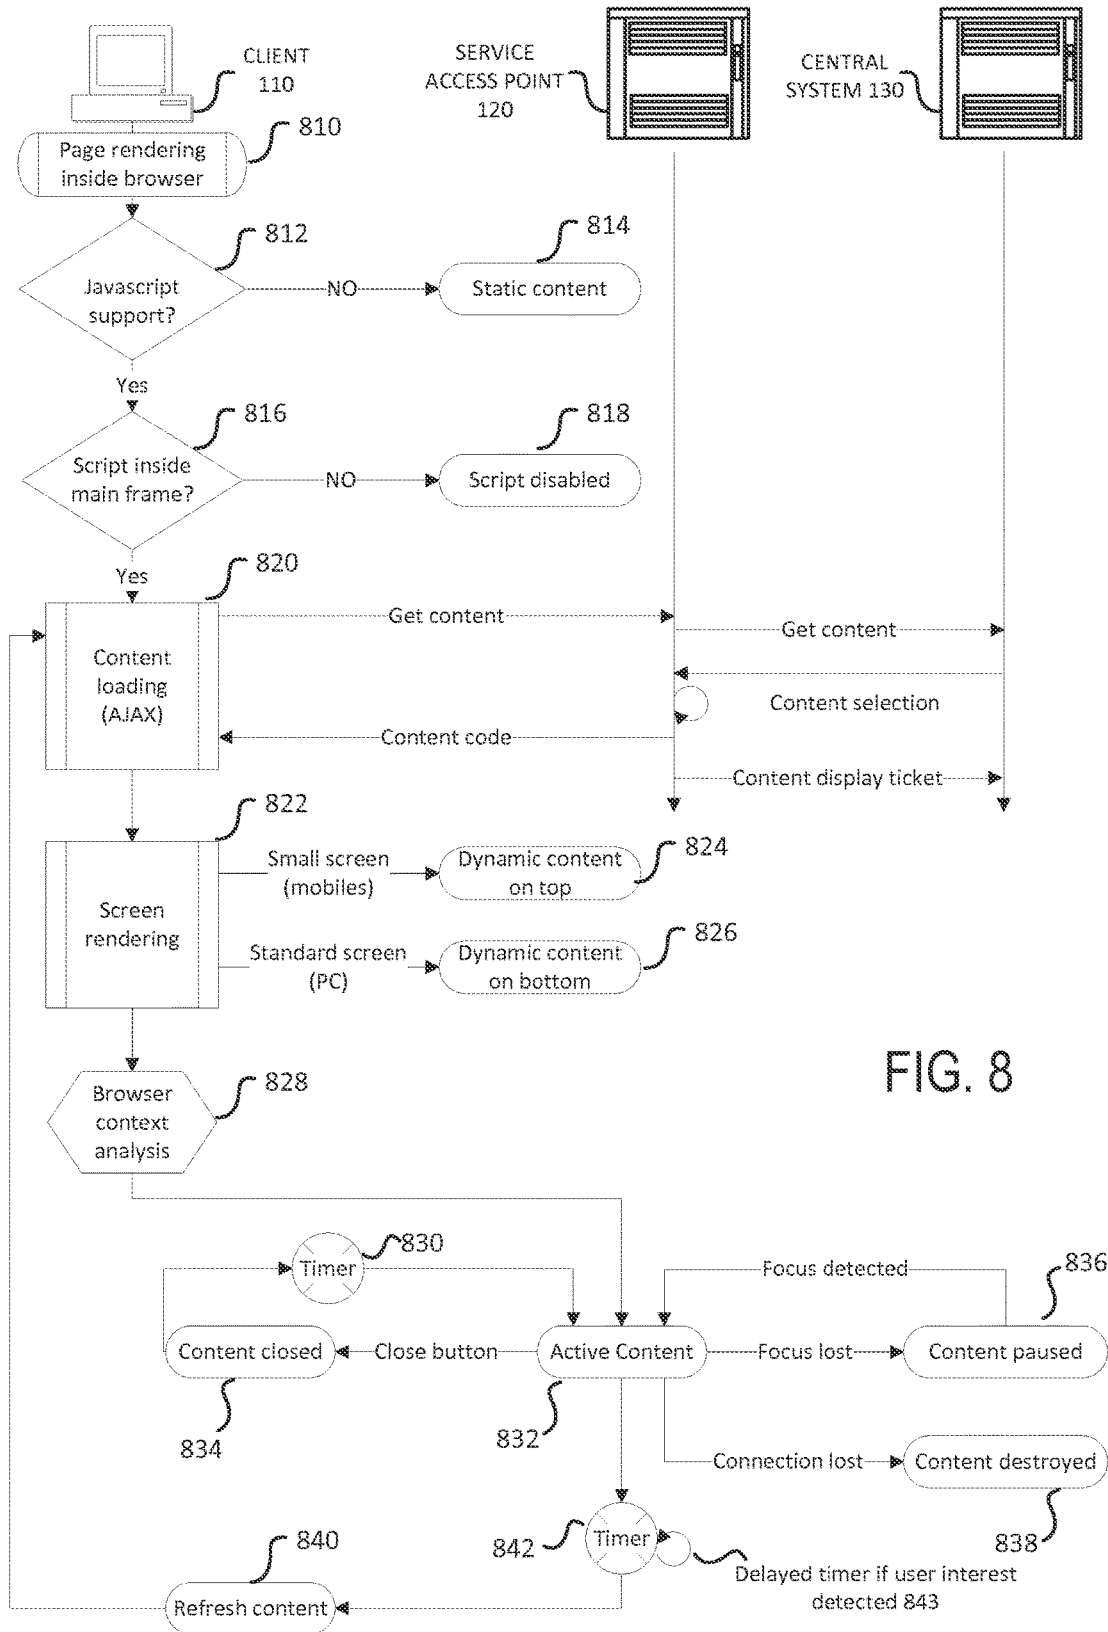 CLIENT
110
SERVICE
ACCESS POINT
120
CENTRAL
SYSTEM 130
810
Page rendering
inside browser
812
814
Javascript
support?
NO
Static content
Yes
816
818
Script inside
main frame?
NO
Script disabled
Yes
820
Get content
Get content
Content
loading
(AJAX)
Content selection
Content code
Content display ticket
822
Small screen
(mobiles)
Dynamic content
on top
824
Screen
rendering
Standard screen
(PC)
Dynamic content
on bottom
826
FIG. 8
828
Browser
context
analysis
830
Timer
Focus detected
836
Content closed
Close button
Active Content
Focus lost
Content paused
834
832
Connection lost
Content destroyed
838
840
842
Timer
Delayed timer if user interest
detected 843
Refresh content